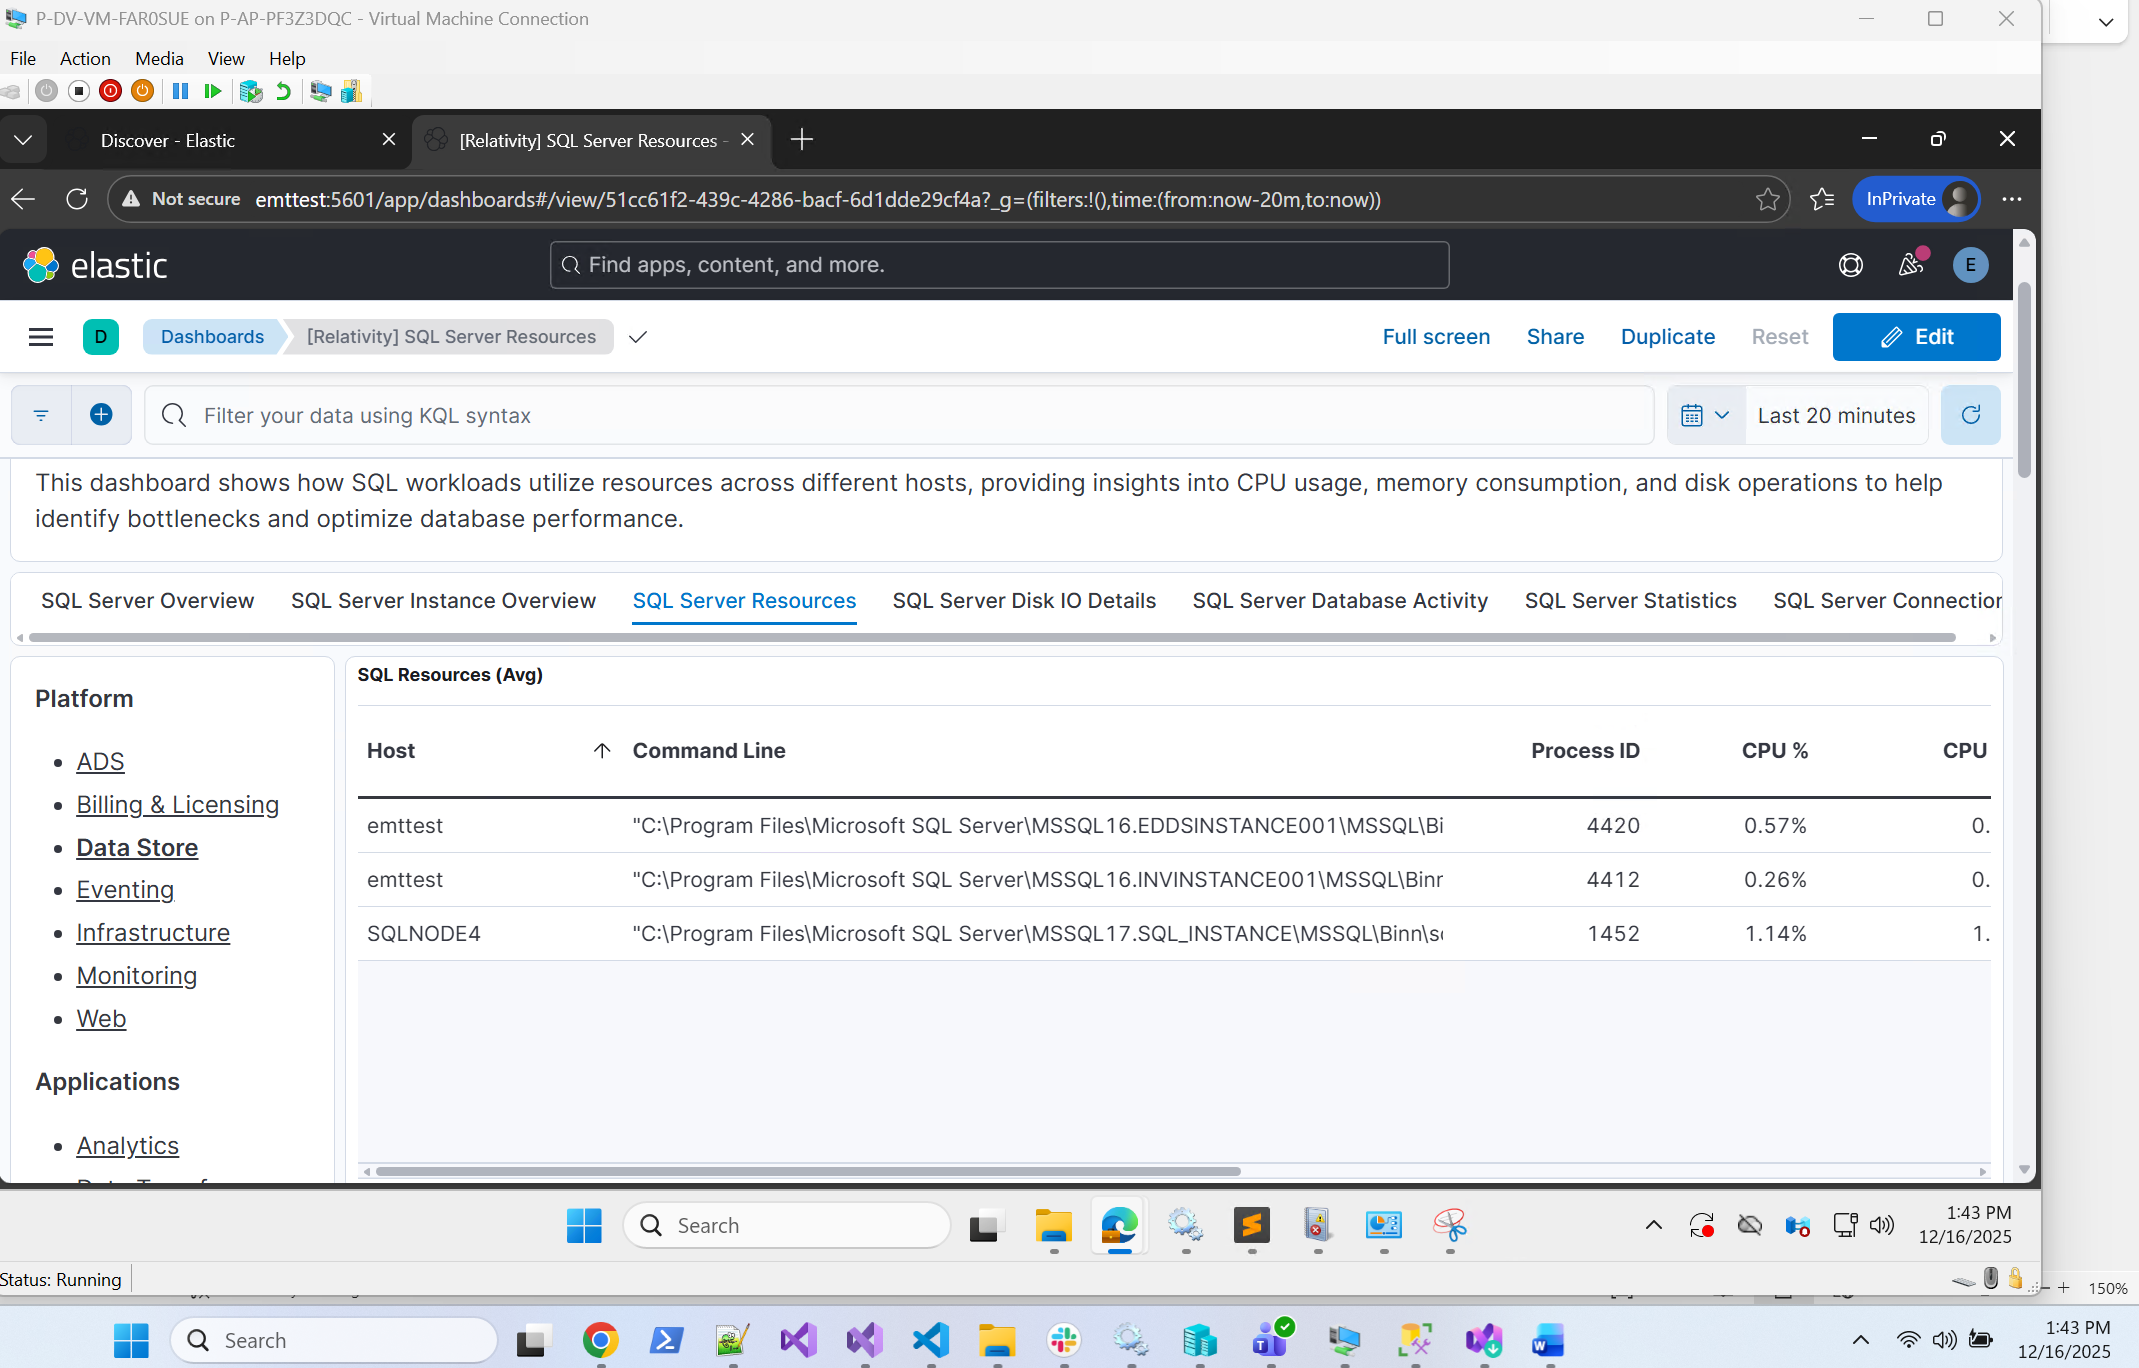 P-DV-VM-FAR0SUE on P-AP-PF3Z3DQC - Virtual Machine Connection
File Action Media View Help
Discover - Elastic
[Relativity] SQL Server Resources -
Not secure emttest:5601/app/dashboards#/view/51cc61f2-439c-4286-bacf-6d1dde29cf4a?_g=(filters:!(),time:(from:now-20m,to:now))
InPrivate
elastic
Find apps, content, and more.
E
D
Dashboards
[Relativity] SQL Server Resources
Full screen Share Duplicate Reset Edit
Filter your data using KQL syntax
Last 20 minutes
This dashboard shows how SQL workloads utilize resources across different hosts, providing insights into CPU usage, memory consumption, and disk operations to help
identify bottlenecks and optimize database performance.
SQL Server Overview SQL Server Instance Overview SQL Server Resources SQL Server Disk IO Details SQL Server Database Activity SQL Server Statistics SQL Server Connection
Platform
ADS
Billing & Licensing
Data Store
Eventing
Infrastructure
Monitoring
Web
Applications
Analytics
SQL Resources (Avg)
Host Command Line Process ID CPU % CPU
emttest "C:\Program Files\Microsoft SQL Server\MSSQL16.EDDSINSTANCE001\MSSQL\Bi 4420 0.57% 0.
emttest "C:\Program Files\Microsoft SQL Server\MSSQL16.INVINSTANCE001\MSSQL\Binn 4412 0.26% 0.
SQLNODE4 "C:\Program Files\Microsoft SQL Server\MSSQL17.SQL_INSTANCE\MSSQL\Binn\s 1452 1.14% 1.
Search
1:43 PM
12/16/2025
Status: Running
150%
Search
1:43 PM
12/16/2025